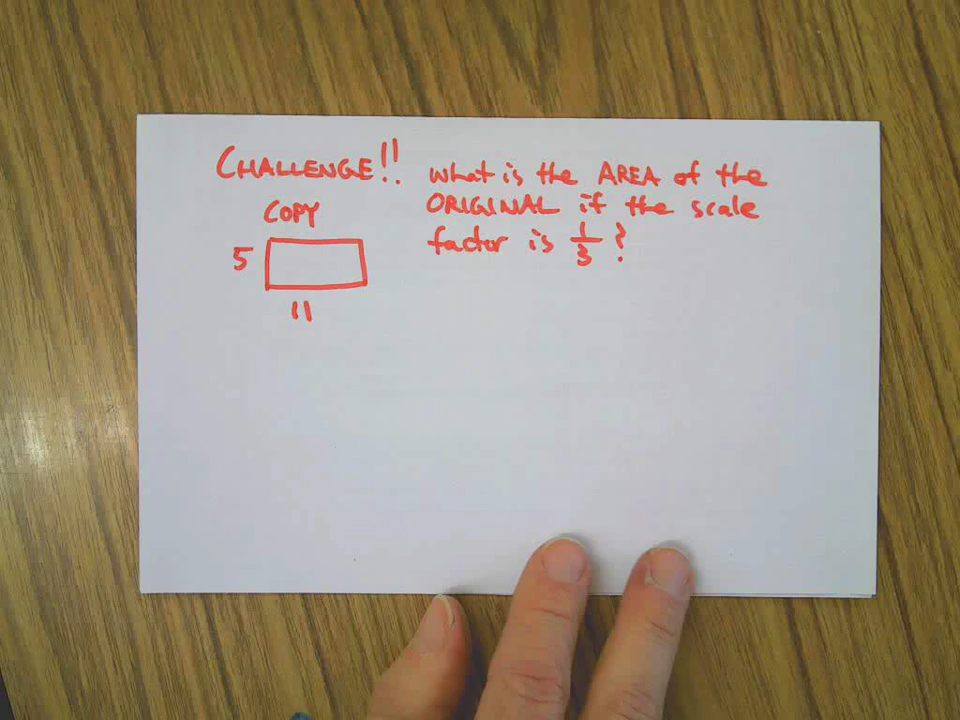 CHALLENGE!!
COPY
5
11
What is the AREA of the
ORIGINAL if the scale
factor is 1/3?